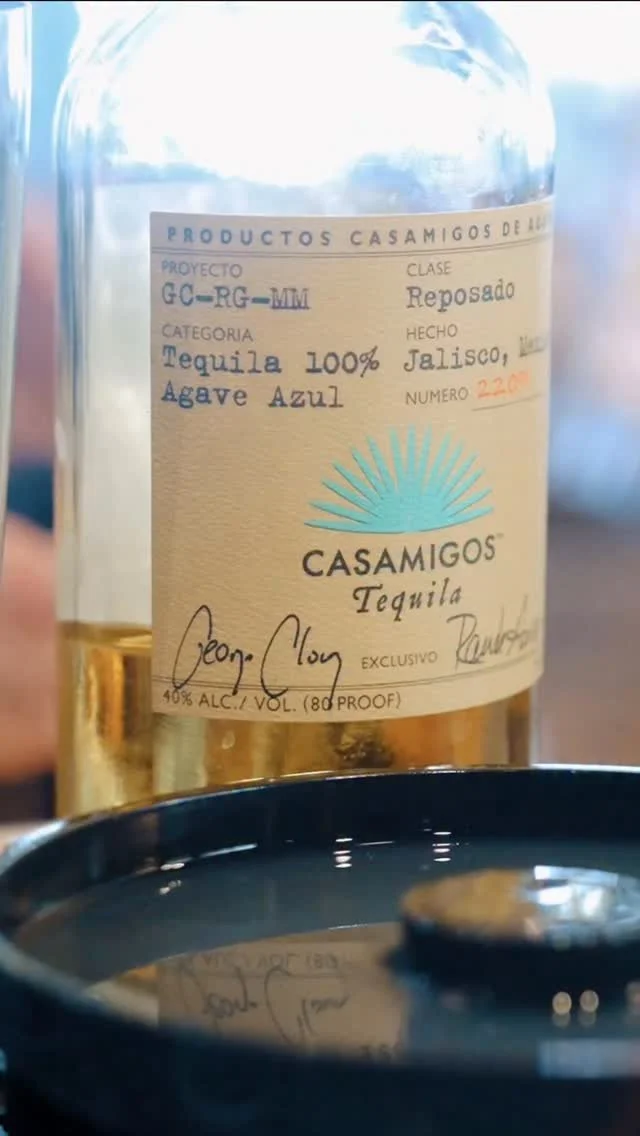 PRODUCTOS CASAMIGOS DE
PROYECTO
GC-RG-MM
CLASE
Reposado
CATEGORIA
Tequila 100%
Agave Azul
HECHO
Jalisco,
NUMERO
CASAMIGOS™
Tequila
EXCLUSIVO
40% ALC./ VOL. (80 PROOF)